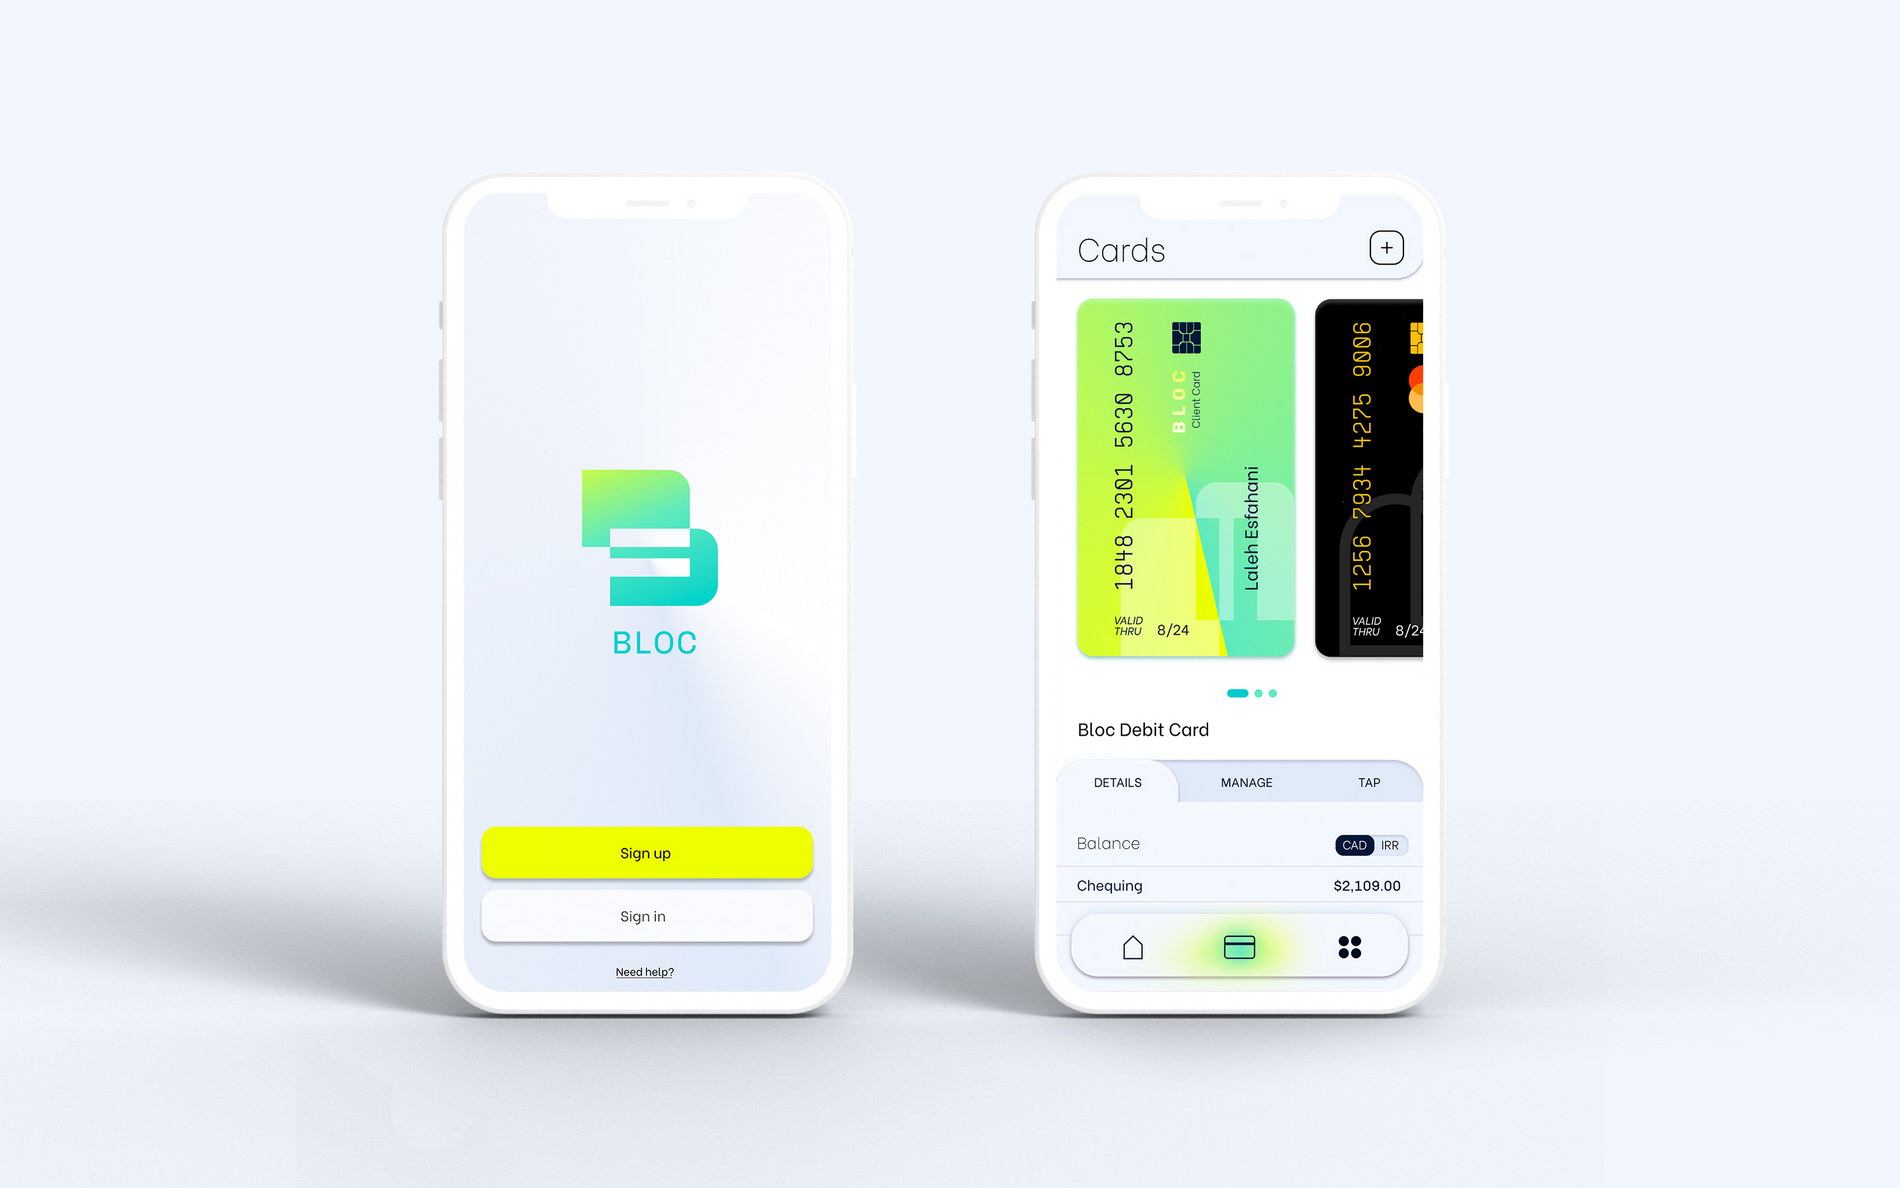 BLOC
Sign up
Sign in
Need help?
Cards
+
1848 2301 5630 8753
BLOC
Client Card
Laleh Esfahani
VALID
THRU
8/24
1256 7934 4275 9006
VALID
THRU
8/24
Bloc Debit Card
DETAILS
MANAGE
TAP
Balance
CAD
IRR
Chequing
$2,109.00